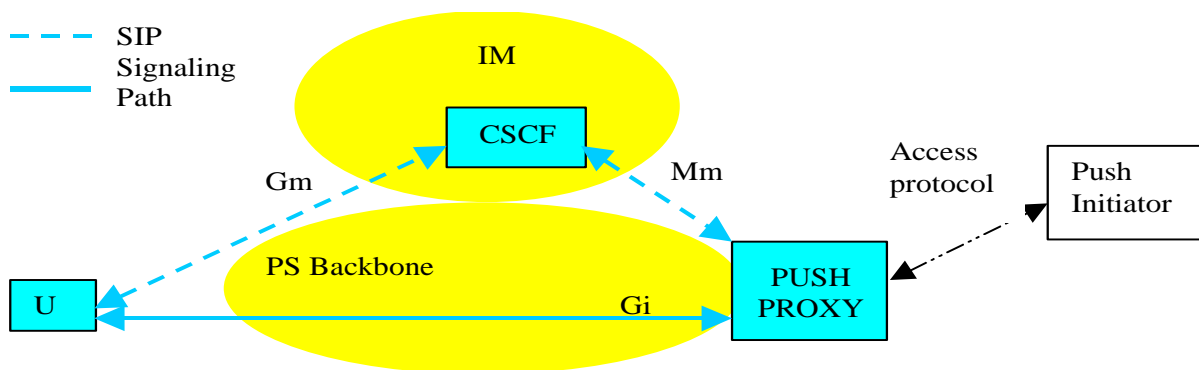 SIP
Signaling
Path
IM
CSCF
Gm
Mm
Access
protocol
Push
Initiator
PS Backbone
U
Gi
PUSH
PROXY